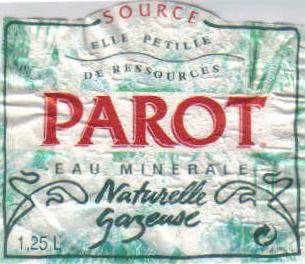 SOURCE
ELLE PETILLE
DE RESSOURCES
PAROT
EAU MINERALE
Naturelle
Gazeuse
1,25 L